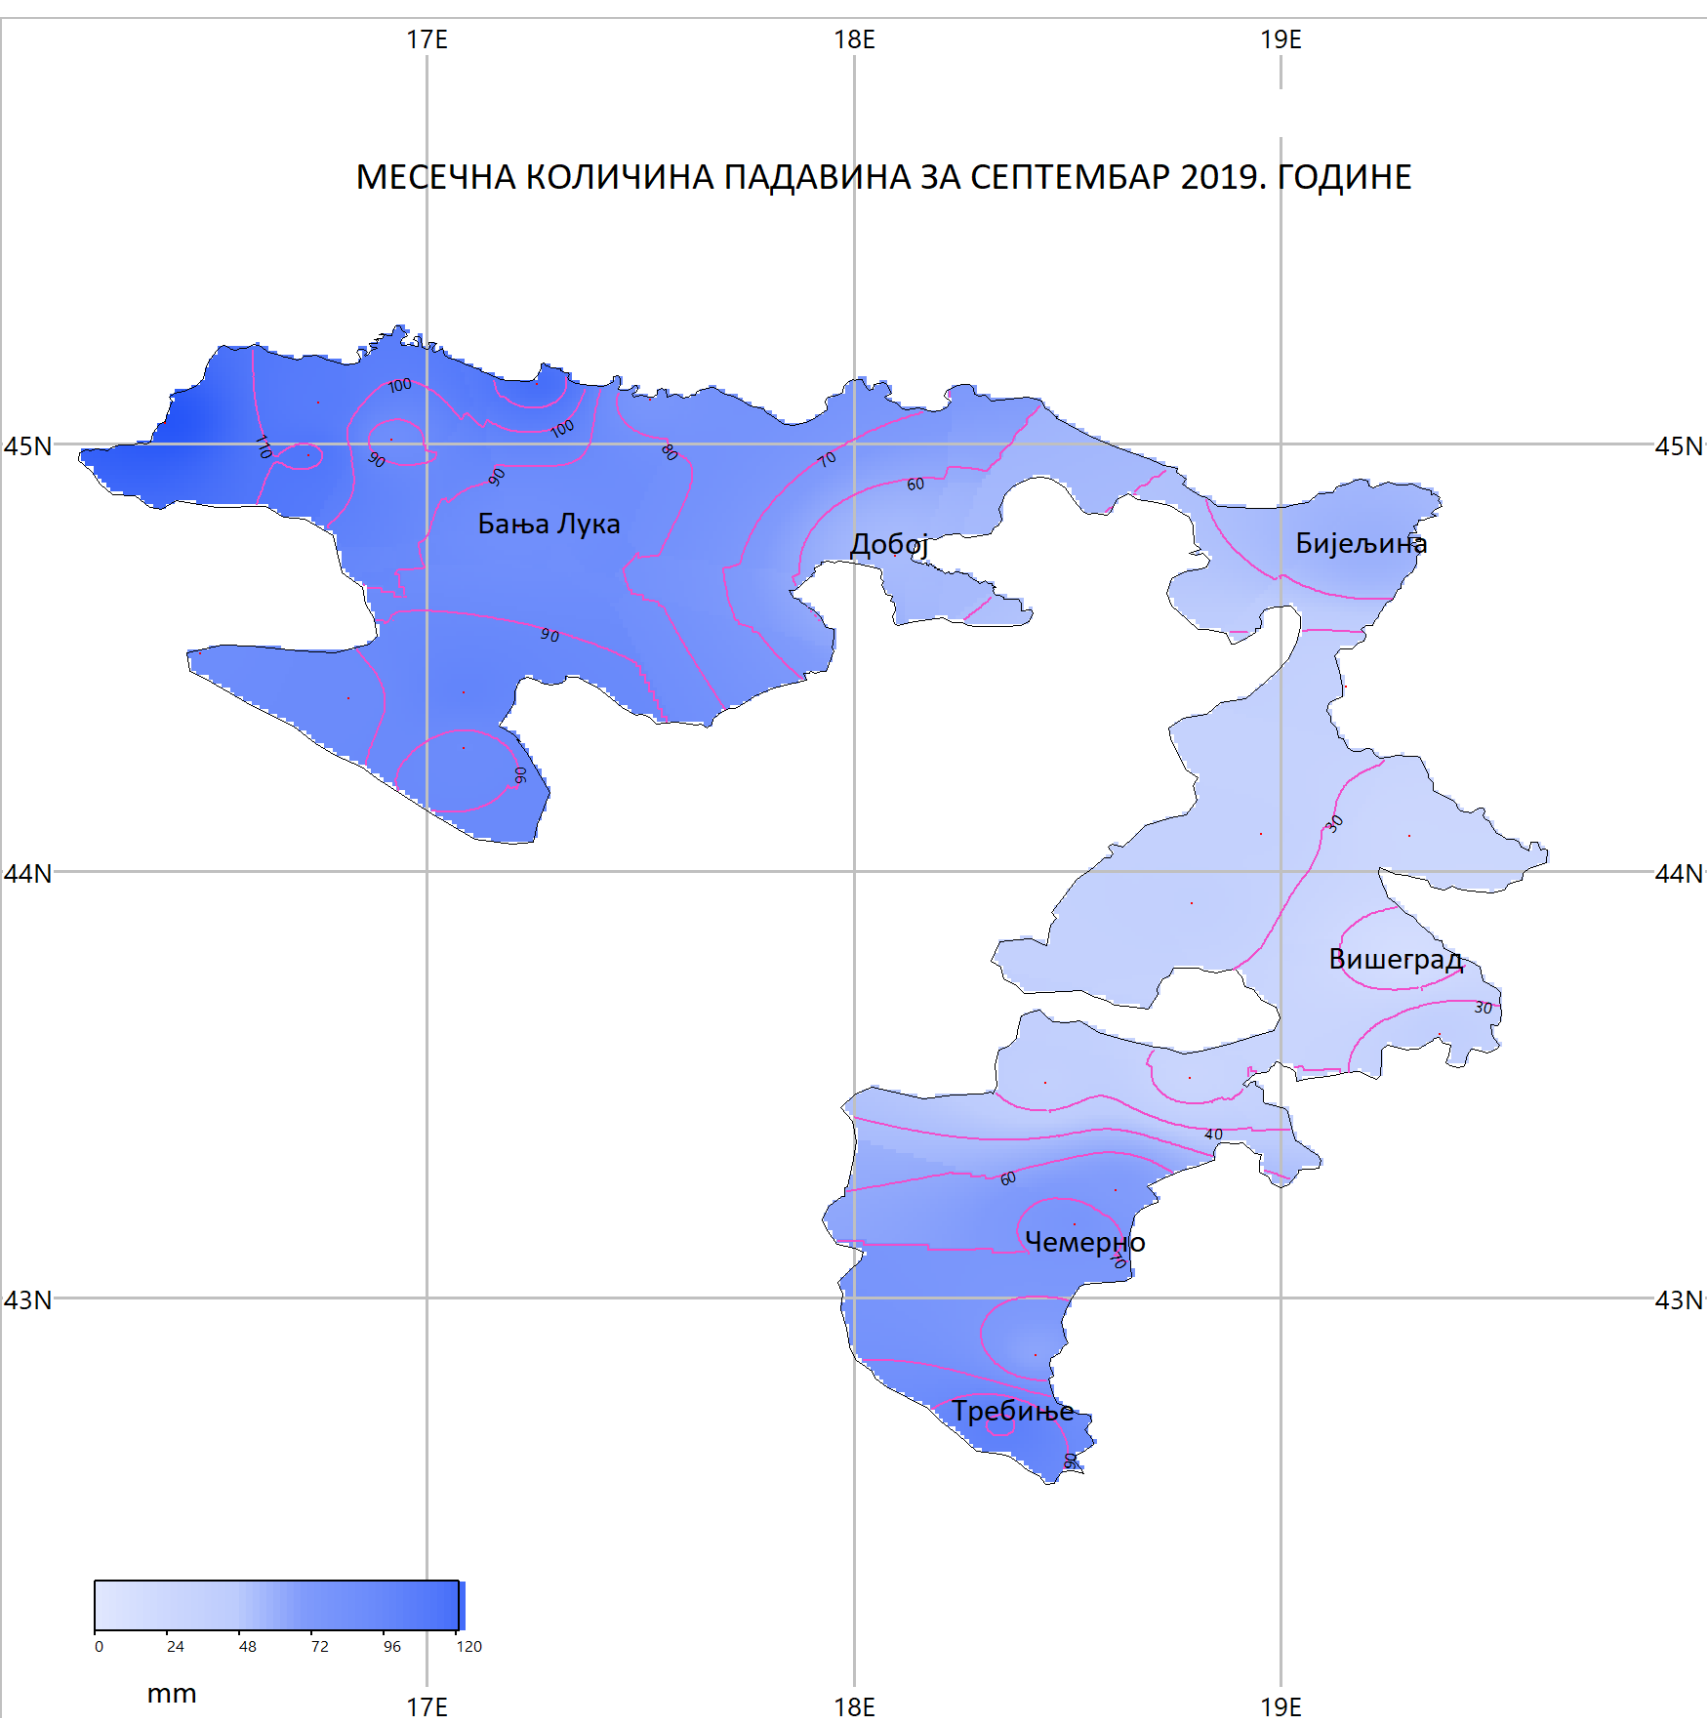 17E 18E 19E
МЕСЕЧНА КОЛИЧИНА ПАДАВИНА ЗА СЕПТЕМБАР 2019. ГОДИНЕ
100
100
45N 110 90 80 70 45N
90 60
Бања Лука
Добој Бијељина
90
90
30
44N 44N
Вишеград
30
40
60
Чемерно
70
43N 43N
Требиње
90
0 24 48 72 96 120
mm
17E 18E 19E